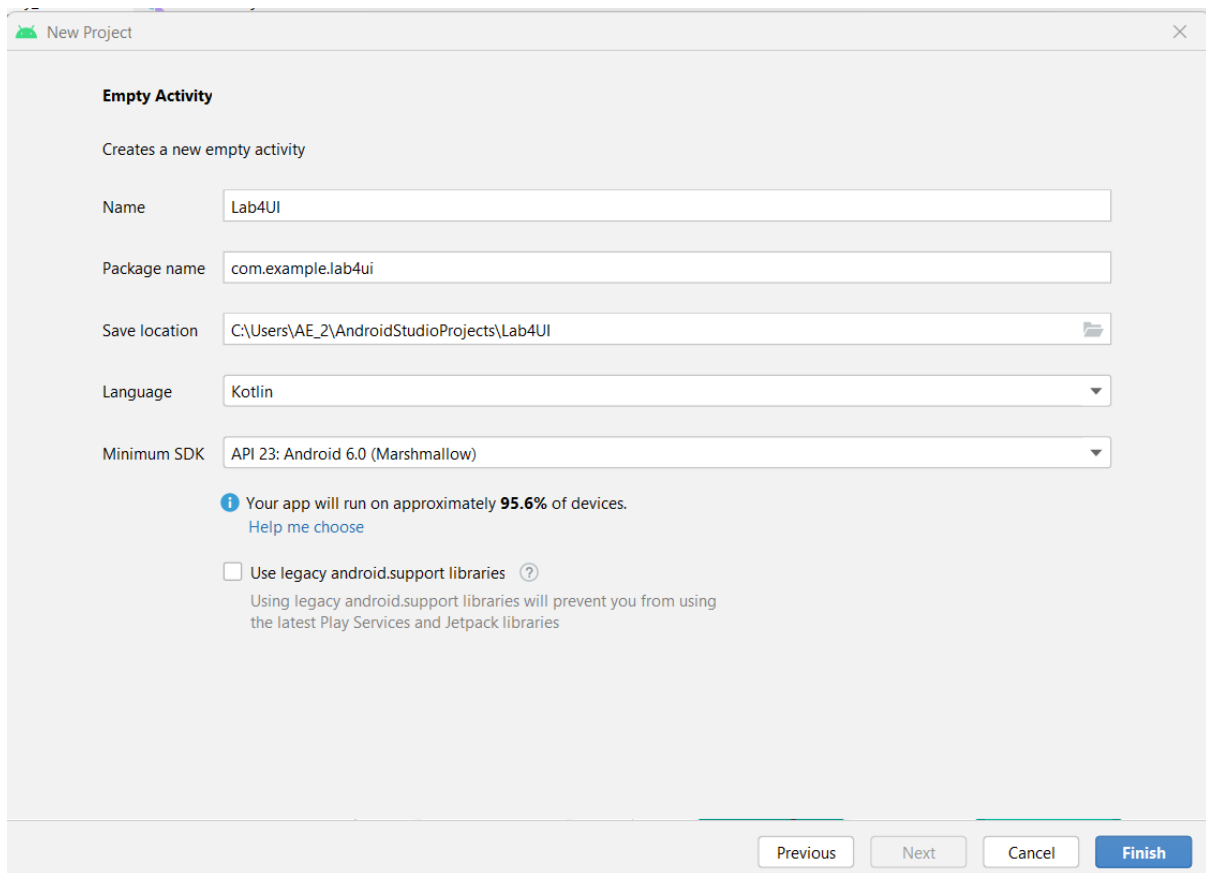 New Project
Empty Activity
Creates a new empty activity
Name Lab4UI
Package name com.example.lab4ui
Save location C:\Users\AE_2\AndroidStudioProjects\Lab4UI
Language Kotlin
Minimum SDK API 23: Android 6.0 (Marshmallow)
i Your app will run on approximately 95.6% of devices.
Help me choose
Use legacy android.support libraries ?
Using legacy android.support libraries will prevent you from using
the latest Play Services and Jetpack libraries
Previous Next Cancel Finish